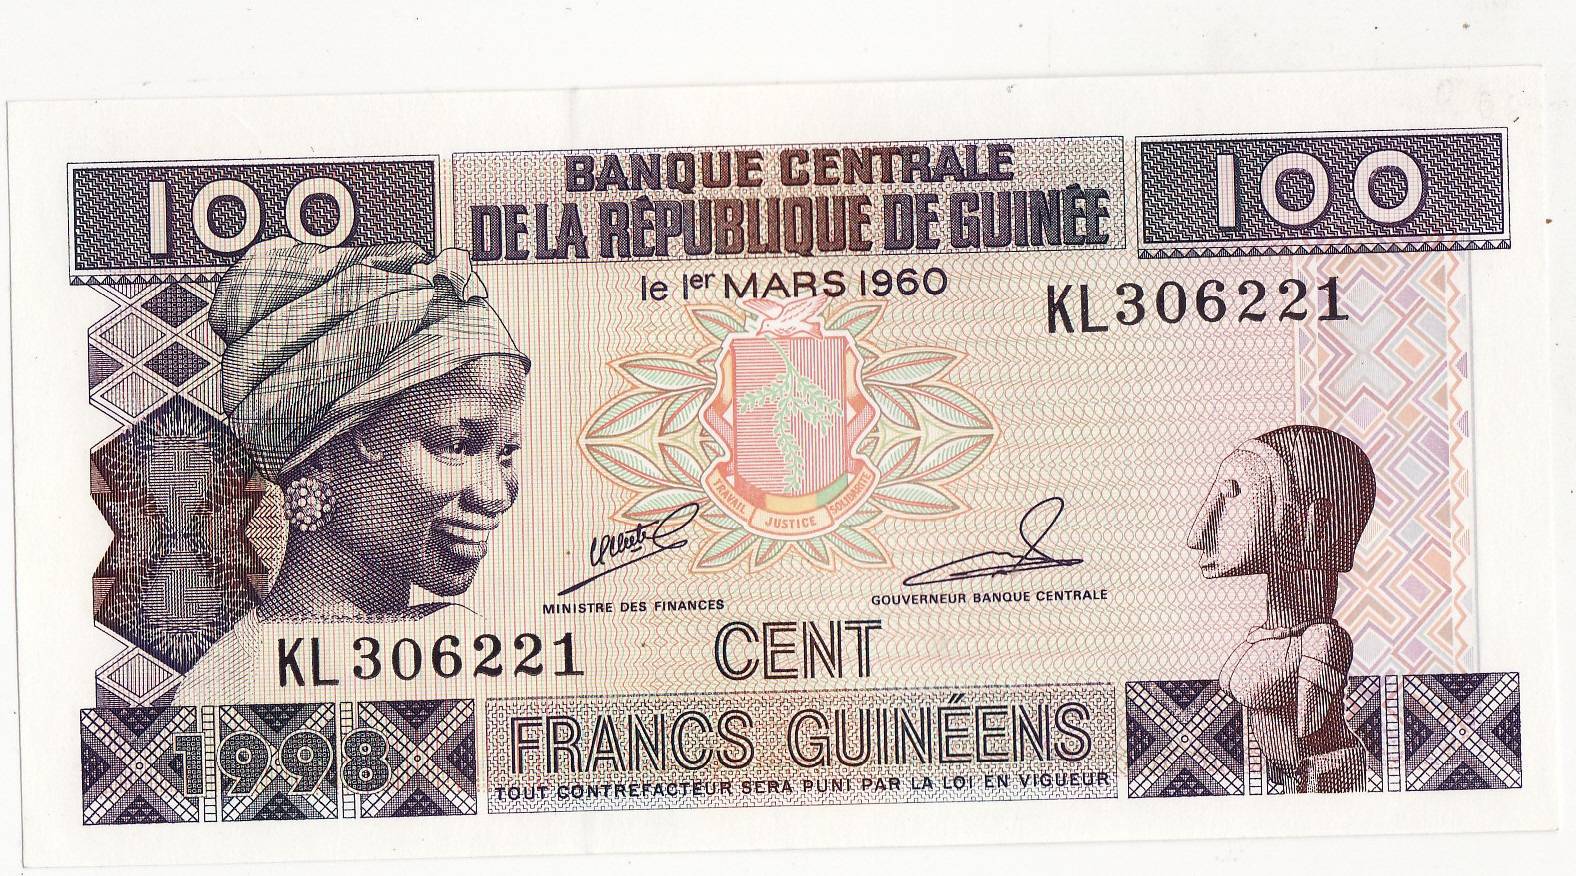 100
BANQUE CENTRALE
DE LA RÉPUBLIQUE DE GUINÉE
100
le 1er MARS 1960
KL306221
TRAVAIL JUSTICE SOLIDARITÉ
MINISTRE DES FINANCES
GOUVERNEUR BANQUE CENTRALE
KL306221
CENT
FRANCS GUINÉENS
1998
TOUT CONTREFACTEUR SERA PUNI PAR LA LOI EN VIGUEUR